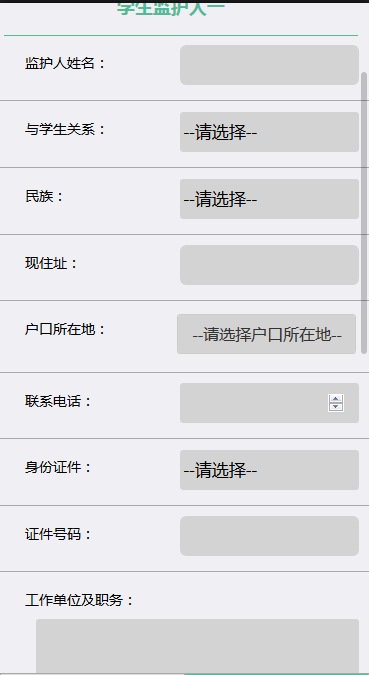 学生监护人一
监护人姓名：
与学生关系： --请选择--
民族： --请选择--
现住址：
户口所在地： --请选择户口所在地--
联系电话：
身份证件： --请选择--
证件号码：
工作单位及职务：